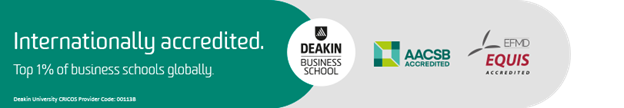 Internationally accredited.
Top 1% of business schools globally.
Deakin University CRICOS Provider Code: 00113B
DEAKIN
BUSINESS
SCHOOL
AACSB
ACCREDITED
EFMD
EQUIS
ACCREDITED